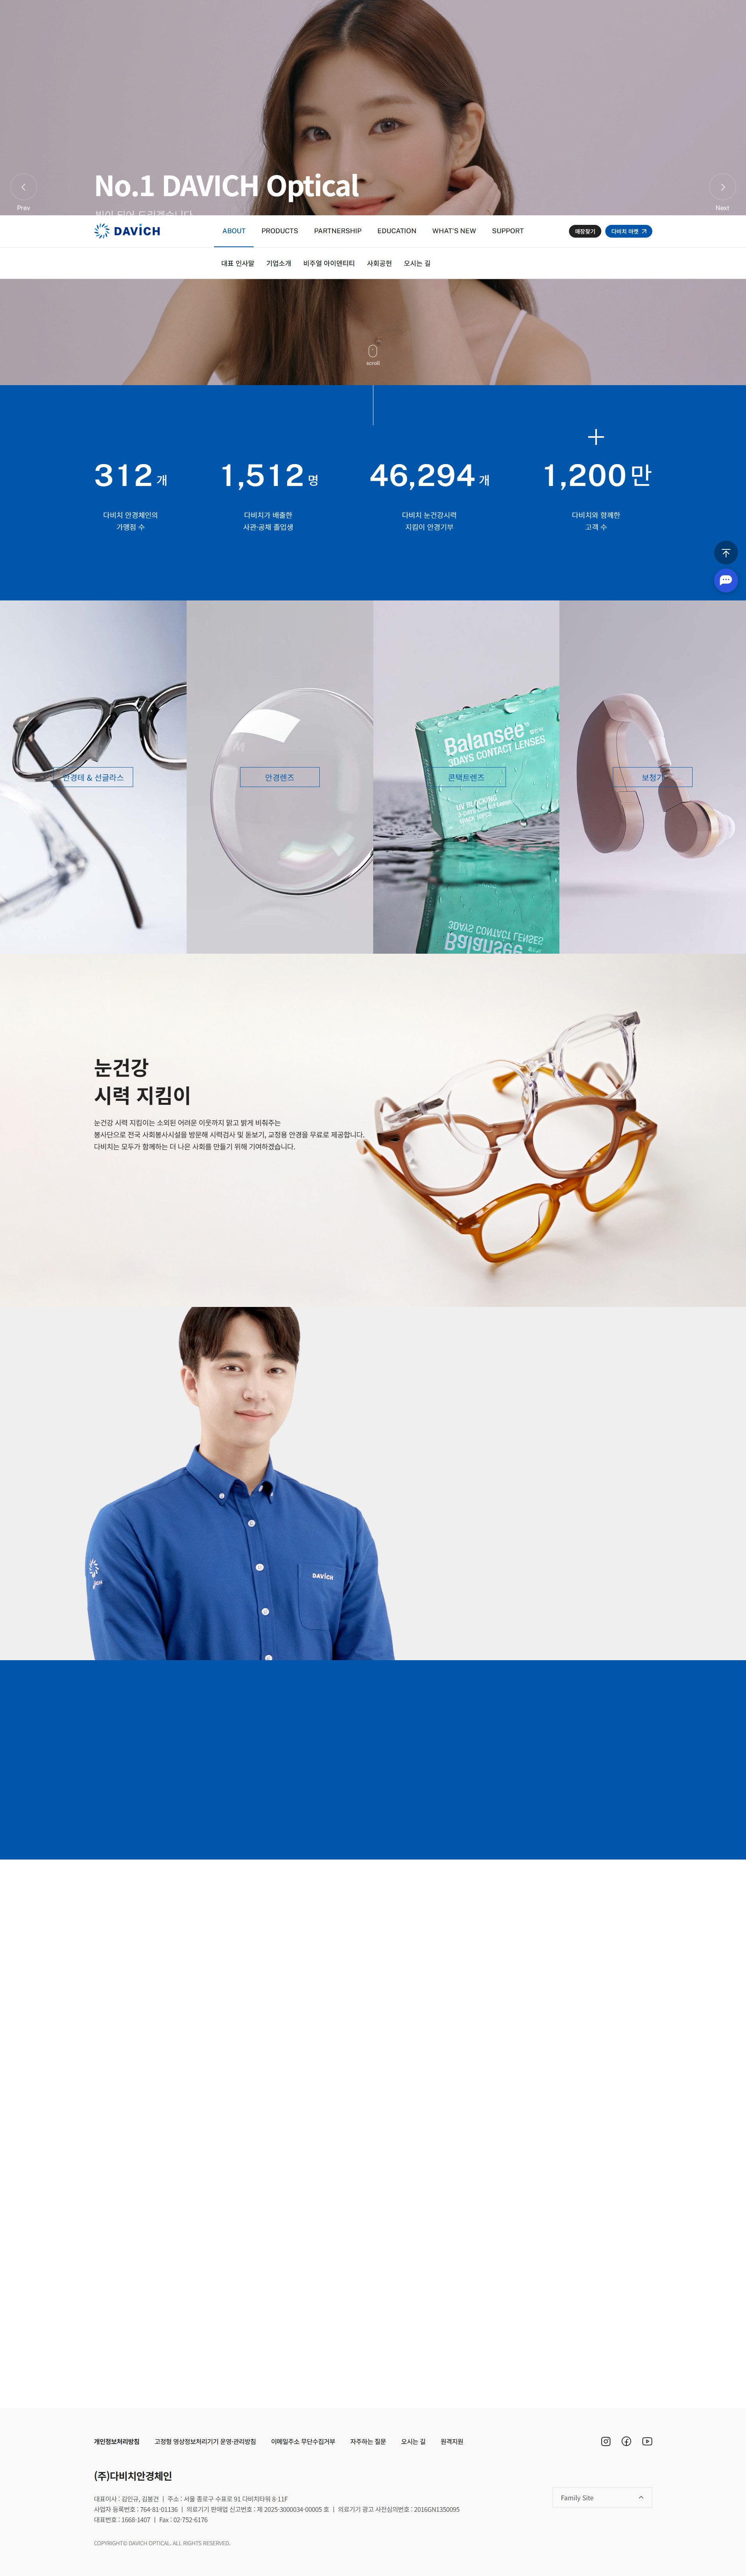 No.1 DAVICH Optical
빛이 되어 드리겠습니다
Prev
Next
DAVICH
ABOUT PRODUCTS PARTNERSHIP EDUCATION WHAT'S NEW SUPPORT
매장찾기 다비치 마켓
대표 인사말 기업소개 비주얼 아이덴티티 사회공헌 오시는 길
scroll
312 개
1,512 명
46,294 개
1,200 만
다비치 안경체인의
가맹점 수
다비치가 배출한
사관·공채 졸업생
다비치 눈건강시력
지킴이 안경기부
다비치와 함께한
고객 수
안경테 & 선글라스
안경렌즈
콘택트렌즈
보청기
Balansee
3DAYS CONTACT LENSES
UV BLOCKING
3DAYS CONTACT LENSES
Balansee
눈건강
시력 지킴이
눈건강 시력 지킴이는 소외된 어려운 이웃까지 맑고 밝게 비춰주는
봉사단으로 전국 사회봉사시설을 방문해 시력검사 및 돋보기, 교정용 안경을 무료로 제공합니다.
다비치는 모두가 함께하는 더 나은 사회를 만들기 위해 기여하겠습니다.
DAVICH
개인정보처리방침 고정형 영상정보처리기기 운영·관리방침 이메일주소 무단수집거부 자주하는 질문 오시는 길 원격지원
(주)다비치안경체인
대표이사 : 김인규, 김봉건 | 주소 : 서울 종로구 수표로 91 다비치타워 8-11F
사업자 등록번호 : 764-81-01136 | 의료기기 판매업 신고번호 : 제 2025-3000034-00005 호 | 의료기기 광고 사전심의번호 : 2016GN1350095
대표번호 : 1668-1407 | Fax : 02-752-6176
Family Site
COPYRIGHT© DAVICH OPTICAL. ALL RIGHTS RESERVED.